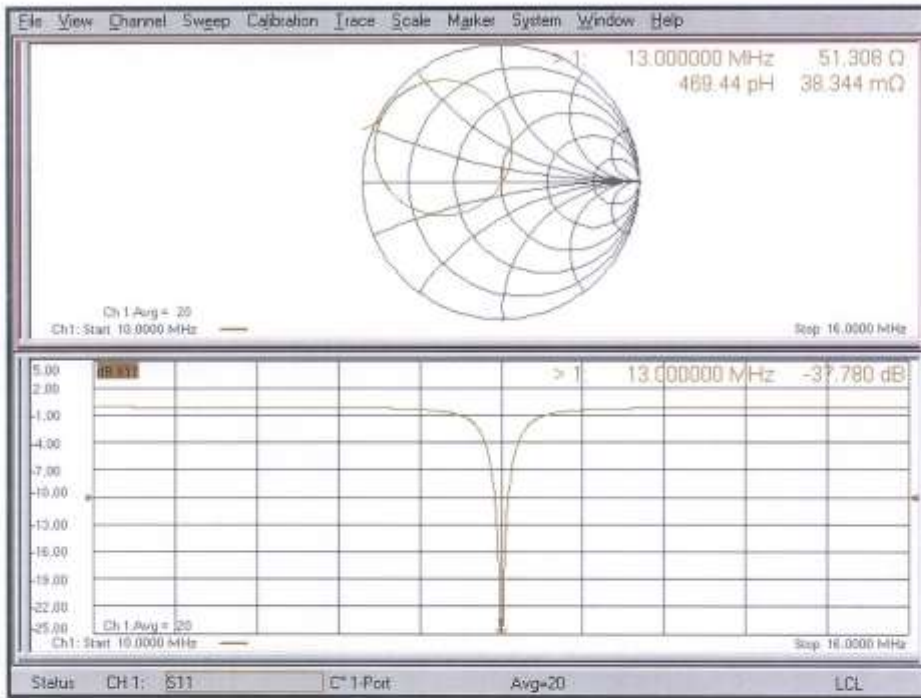 File View Channel Sweep Calibration Trace Scale Marker System Window Help
> 1: 13.000000 MHz 51.308 Ω
469.44 pH 38.344 mΩ
Ch 1 Avg = 20
Ch1: Start 10.0000 MHz
Stop 16.0000 MHz
5.00
dB S11
> 1: 13.000000 MHz -37.780 dB
2.00
-1.00
-4.00
-7.00
-10.00
-13.00
-16.00
-19.00
-22.00
-25.00
Ch 1 Avg = 20
Ch1: Start 10.0000 MHz
Stop 16.0000 MHz
Status CH 1: S11 C* 1-Port Avg=20 LCL